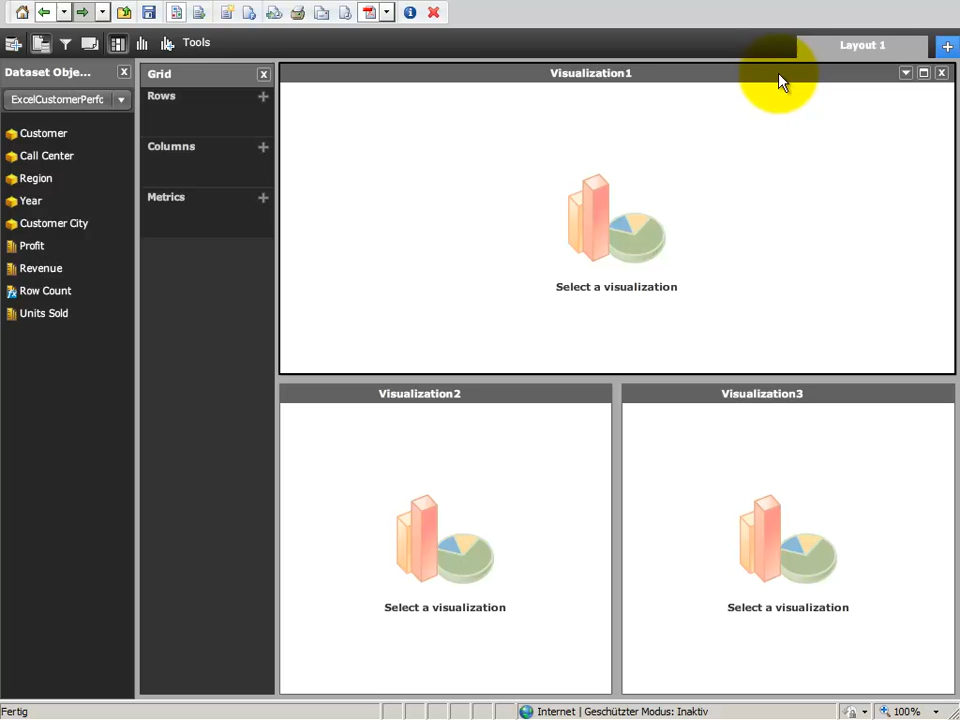 Tools
Layout 1
Dataset Obje...
ExcelCustomerPerfc
Customer
Call Center
Region
Year
Customer City
Profit
Revenue
Row Count
Units Sold
Grid
Rows
Columns
Metrics
Visualization1
Select a visualization
Visualization2
Visualization3
Select a visualization
Select a visualization
Fertig
Internet | Geschützter Modus: Inaktiv
100%